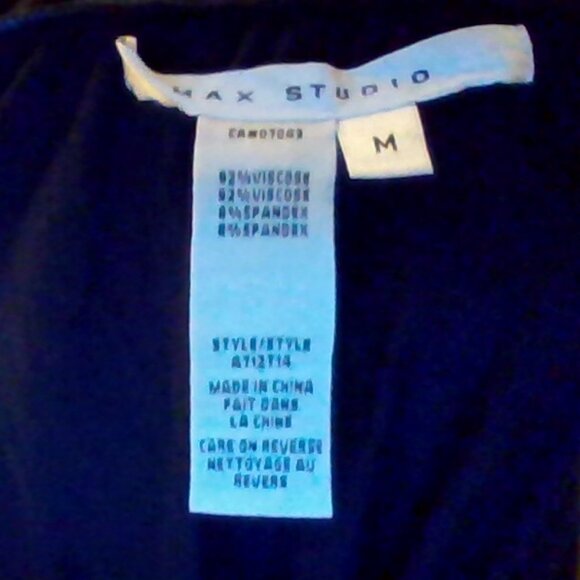 MAX STUDIO
M
92% VISCOSE
92% VISCOSE
8% SPANDEX
8% SPANDEX
STYLE/STYLE
MADE IN CHINA
FAIT DANS
LA CHINE
CARE ON REVERSE
NETTOYAGE AU
REVERS